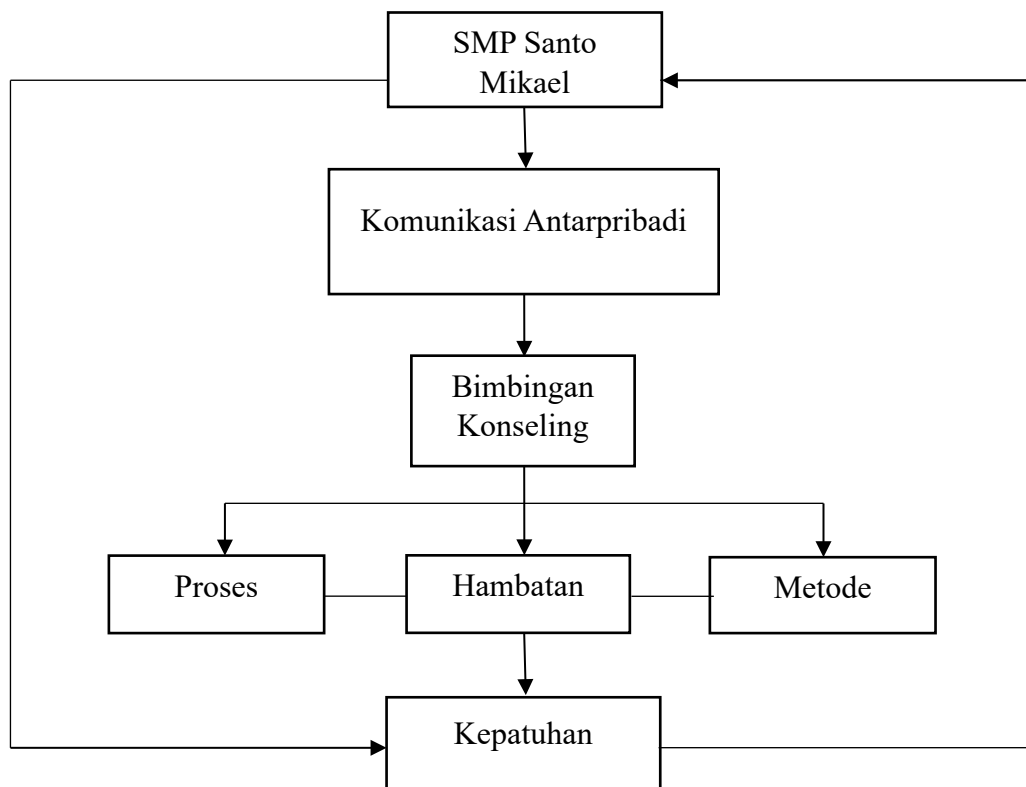 SMP Santo
Mikael
Komunikasi Antarpribadi
Bimbingan
Konseling
Proses
Hambatan
Metode
Kepatuhan